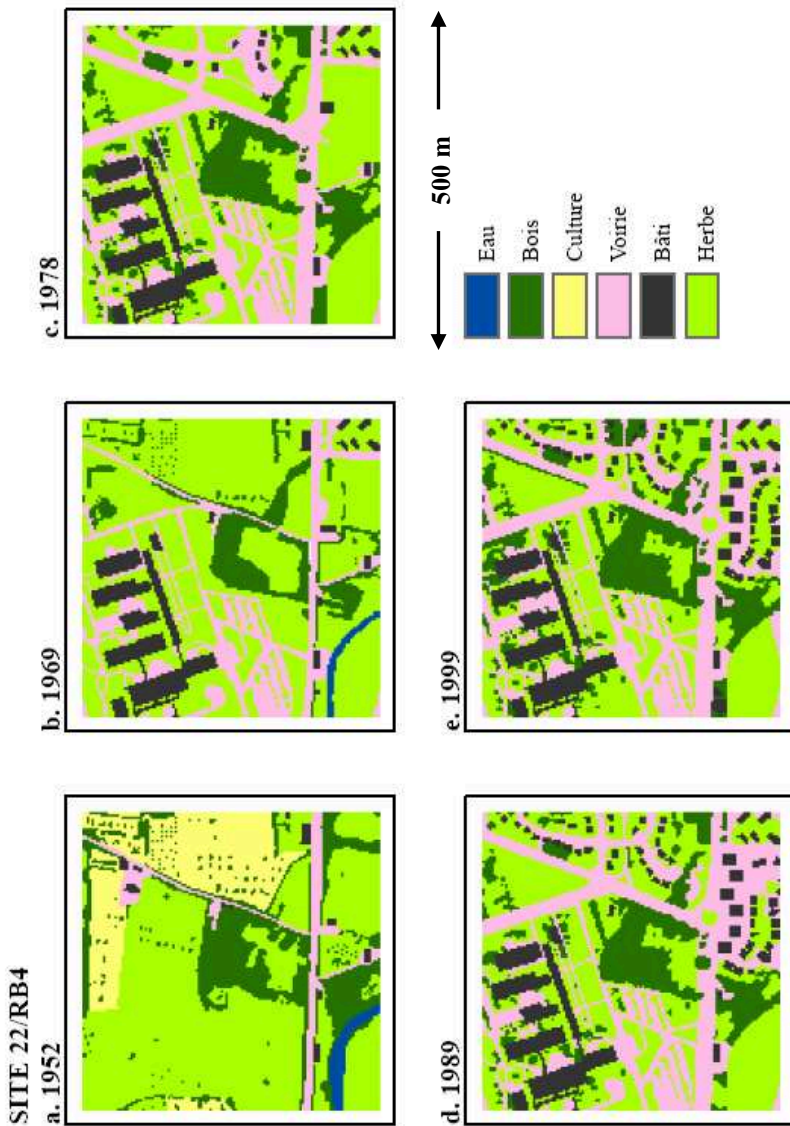 SITE 22/RB4
a. 1952
b. 1969
c. 1978
d. 1989
e. 1999
500 m
Eau
Bois
Culture
Voirie
Bâti
Herbe